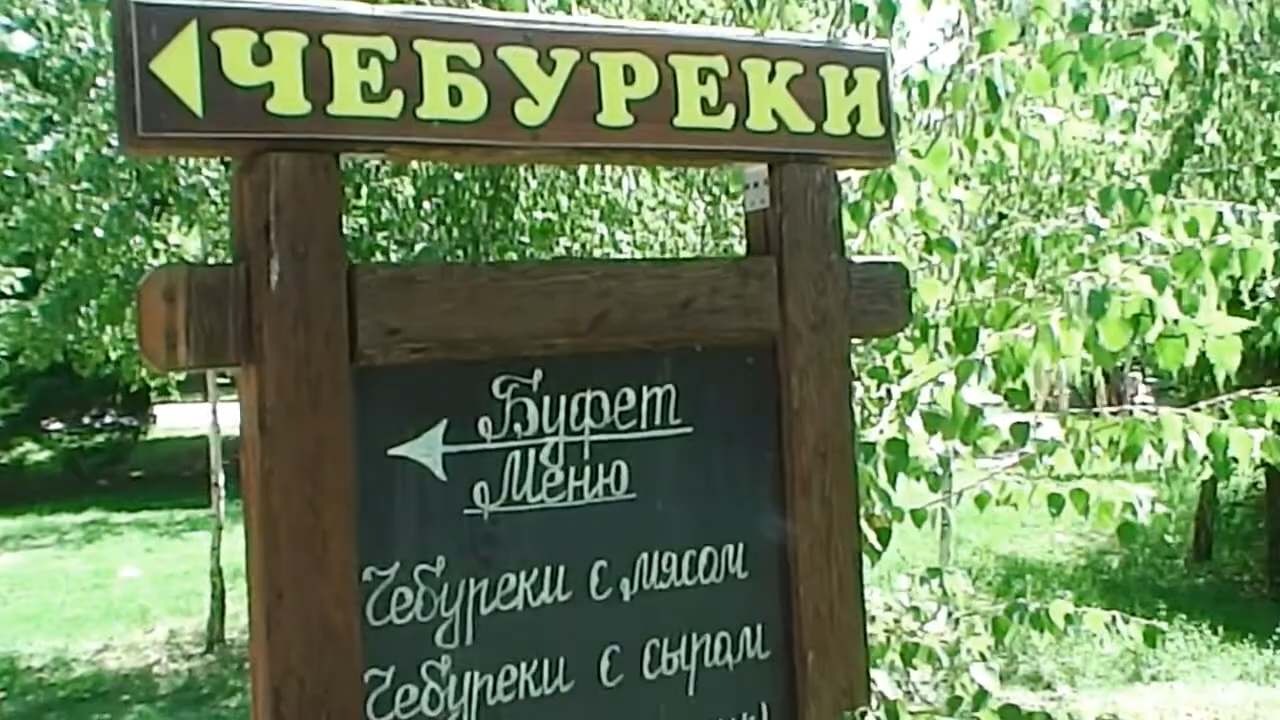 ЧЕБУРЕКИ
Буфет
Меню
Чебуреки с мясом
Чебуреки с сыром